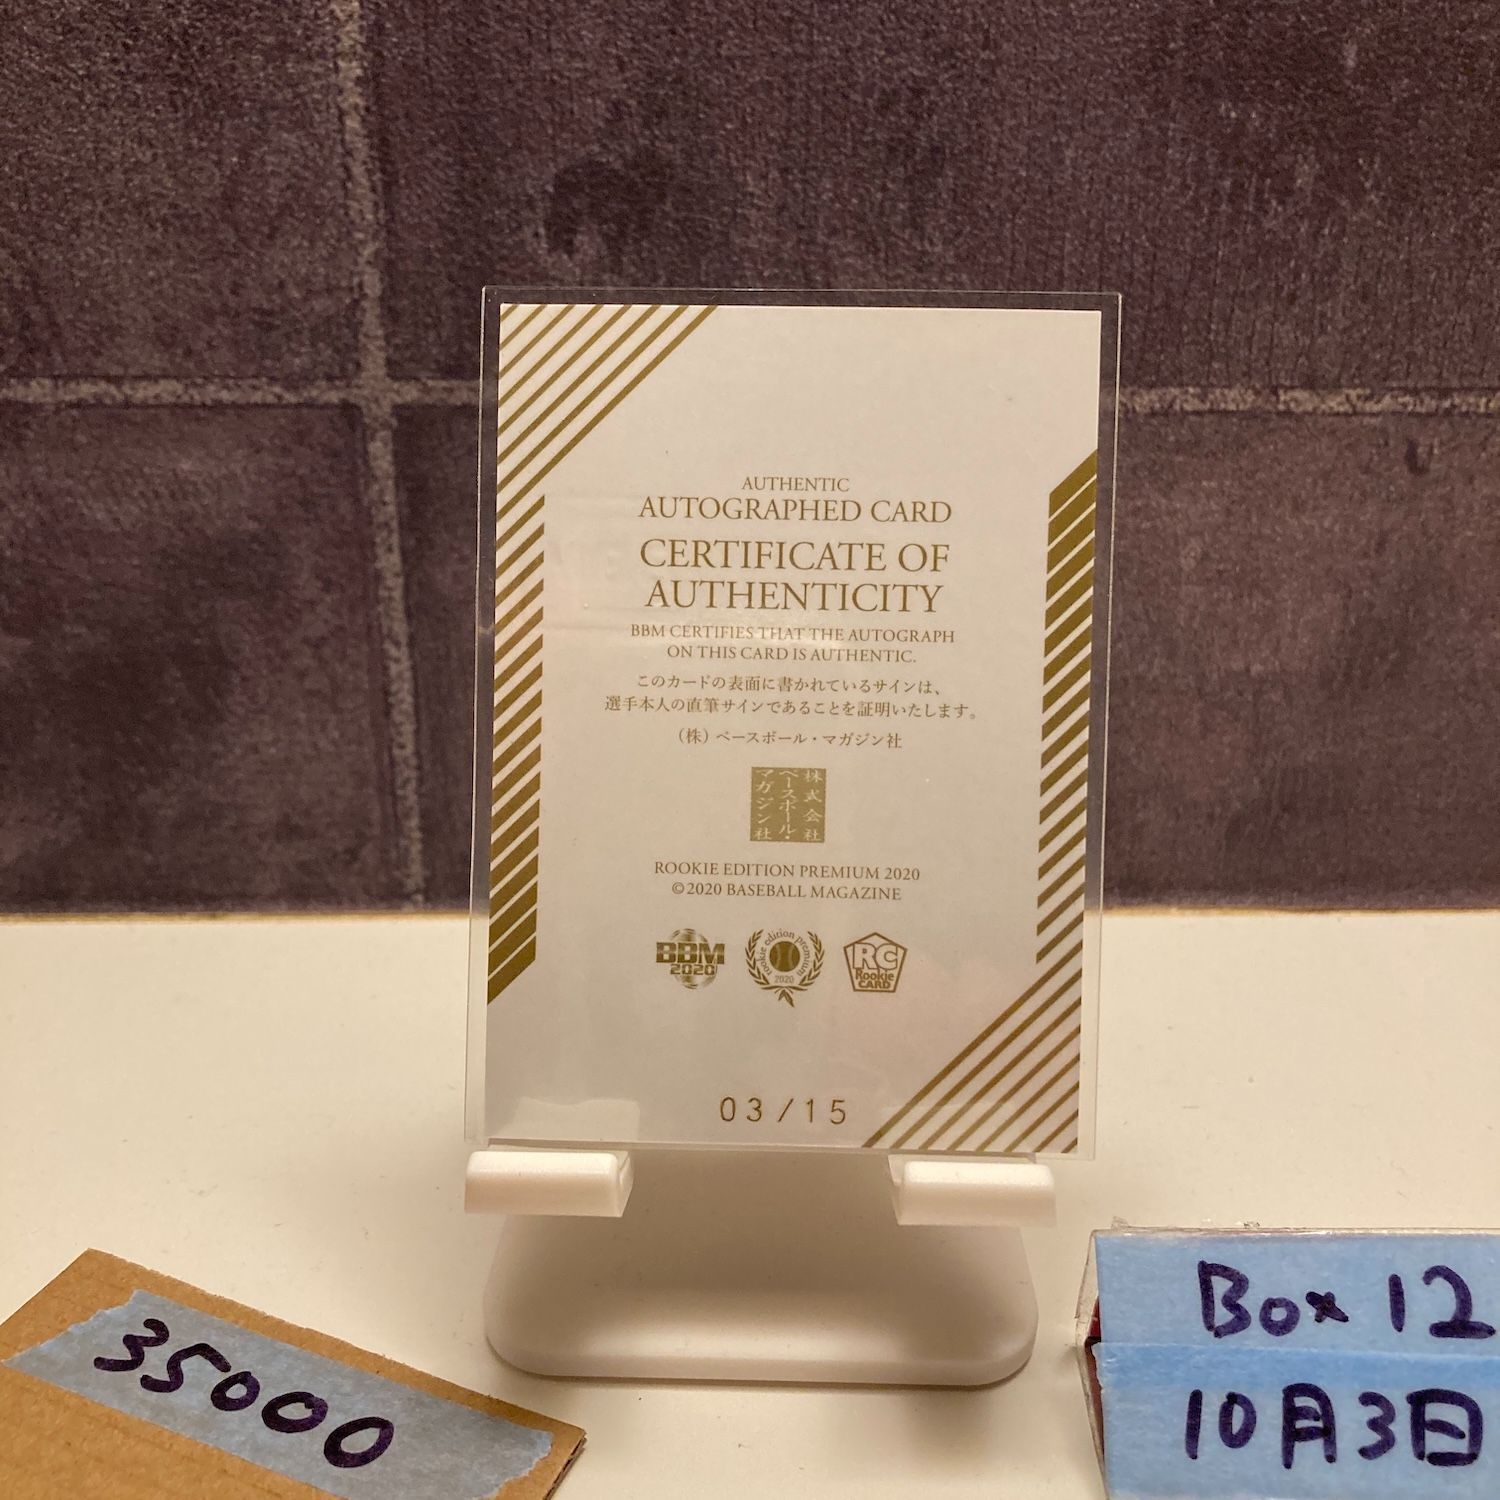 AUTHENTIC
AUTOGRAPHED CARD
CERTIFICATE OF
AUTHENTICITY
BBM CERTIFIES THAT THE AUTOGRAPH
ON THIS CARD IS AUTHENTIC.
このカードの表面に書かれているサインは、
選手本人の直筆サインであることを証明いたします。
（株）ベースボール・マガジン社
株式会社
ベースボール・
マガジン社
ROOKIE EDITION PREMIUM 2020
©2020 BASEBALL MAGAZINE
BBM
2020
rookie edition premium
2020
RC
Rookie
CARD
03/15
35000
Box 12
10月3日